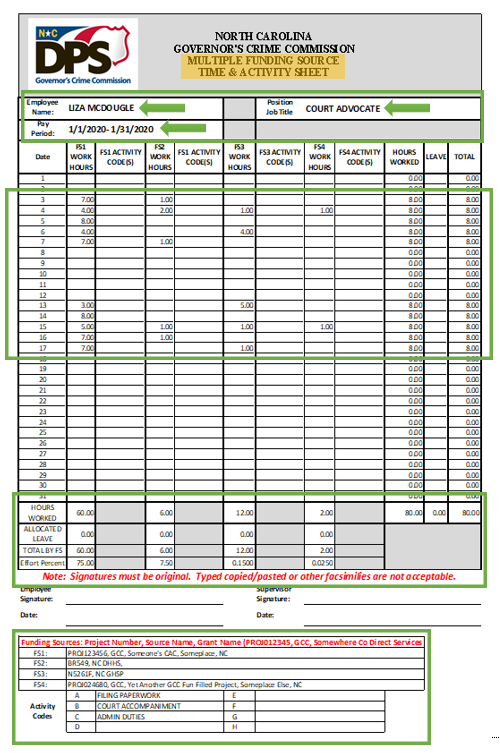 N C
DPS
Governor's Crime Commission
NORTH CAROLINA
GOVERNOR'S CRIME COMMISSION
MULTIPLE FUNDING SOURCE
TIME & ACTIVITY SHEET
Employee Name: LIZA MCDOUGLE Position Job Title COURT ADVOCATE
Pay Period: 1/1/2020- 1/31/2020
Date FS1 WORK HOURS FS1 ACTIVITY CODE(S) FS2 WORK HOURS FS1 ACTIVITY CODE(S) FS3 WORK HOURS FS3 ACTIVITY CODE(S) FS4 WORK HOURS FS4 ACTIVITY CODE(S) HOURS WORKED LEAVE TOTAL
1 0.00 0.00
2 0.00 0.00
3 7.00 1.00 8.00 8.00
4 4.00 2.00 1.00 1.00 8.00 8.00
5 8.00 8.00 8.00
6 4.00 4.00 8.00 8.00
7 7.00 1.00 8.00 8.00
8 0.00 0.00
9 0.00 0.00
10 0.00 0.00
11 0.00 0.00
12 0.00 0.00
13 3.00 5.00 8.00 8.00
14 8.00 8.00 8.00
15 5.00 1.00 1.00 1.00 8.00 8.00
16 7.00 1.00 8.00 8.00
17 7.00 1.00 8.00 8.00
18 0.00 0.00
19 0.00 0.00
20 0.00 0.00
21 0.00 0.00
22 0.00 0.00
23 0.00 0.00
24 0.00 0.00
25 0.00 0.00
26 0.00 0.00
27 0.00 0.00
28 0.00 0.00
29 0.00 0.00
30 0.00 0.00
31 0.00 0.00
HOURS WORKED 60.00 6.00 12.00 2.00 80.00 0.00 80.00
ALLOCATED LEAVE 0.00 0.00 0.00 0.00
TOTAL BY FS 60.00 6.00 12.00 2.00
Effort Percent 75.00 7.50 0.1500 0.0250
Note: Signatures must be original. Typed copied/pasted or other facsimilies are not acceptable.
Employee Signature: Supervisor Signature:
Date: Date:
Funding Sources: Project Number, Source Name, Grant Name (PROJ012345, GCC, Somewhere Co Direct Services
FS1: PROJ123456, GCC, Someone's CAC, Someplace, NC
FS2: BR549, NC DHHS,
FS3: N5261F, NC GHSP
FS4: PROJ024680, GCC, Yet Another GCC Fun Filled Project, Someplace Else, NC
Activity Codes
A FILING PAPERWORK E
B COURT ACCOMPANIMENT F
C ADMIN DUTIES G
D H
....